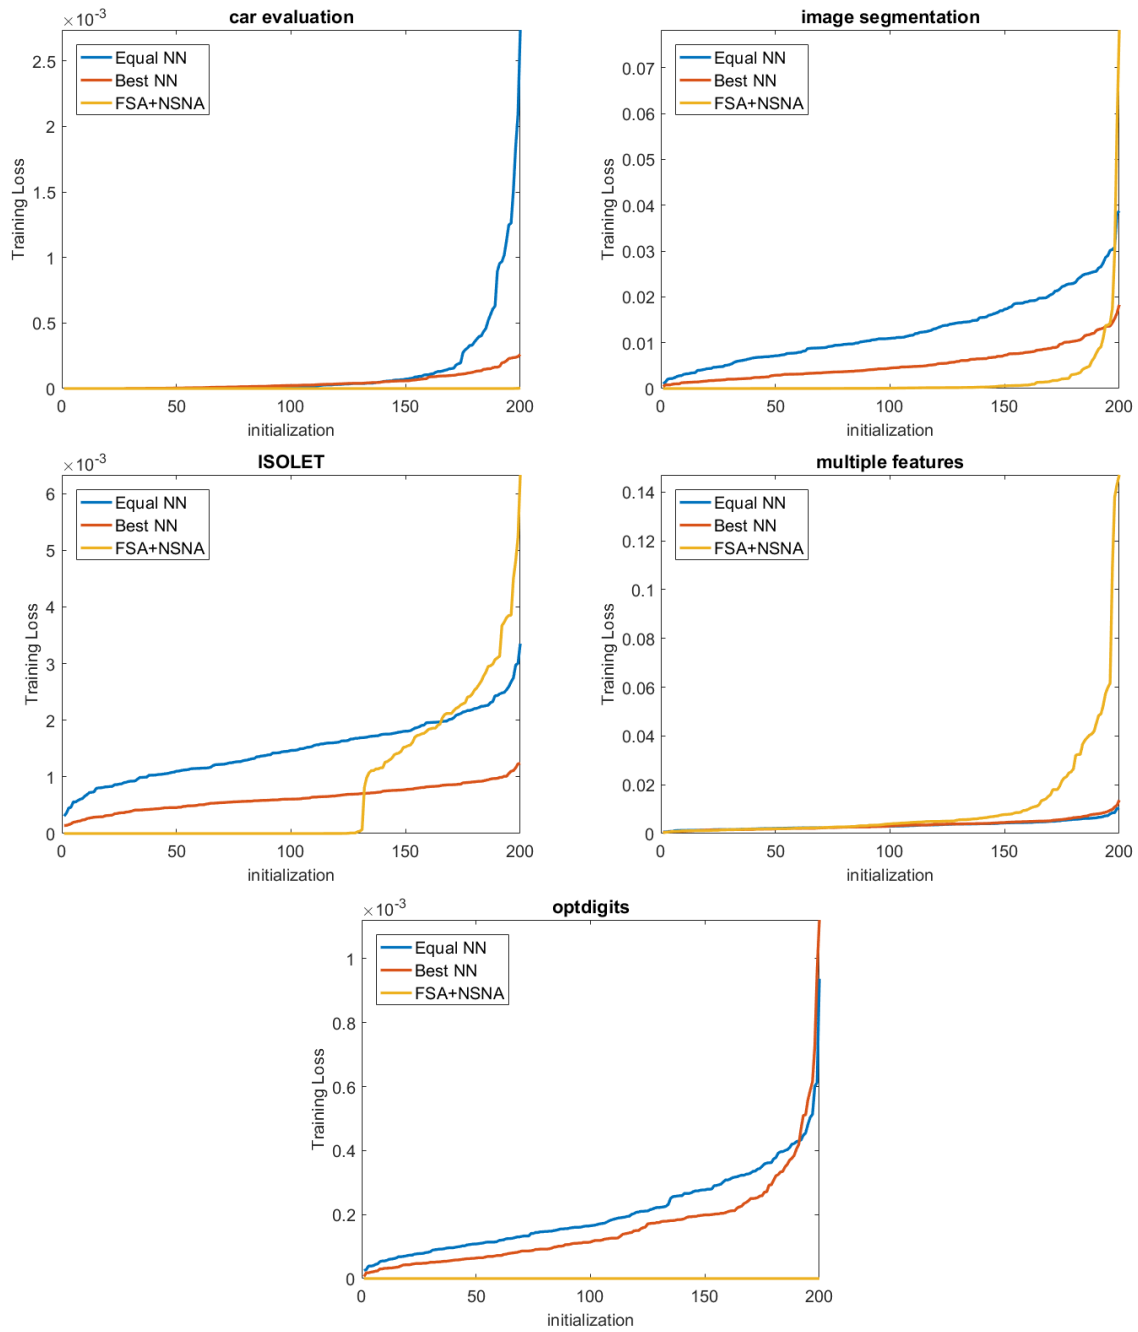 car evaluation
×10-3
Equal NN
Best NN
FSA+NSNA
2.5
2
1.5
1
0.5
0
Training Loss
0 50 100 150 200
initialization
image segmentation
Equal NN
Best NN
FSA+NSNA
0.07
0.06
0.05
0.04
0.03
0.02
0.01
0
Training Loss
0 50 100 150 200
initialization
ISOLET
×10-3
Equal NN
Best NN
FSA+NSNA
6
5
4
3
2
1
0
Training Loss
0 50 100 150 200
initialization
multiple features
Equal NN
Best NN
FSA+NSNA
0.14
0.12
0.1
0.08
0.06
0.04
0.02
0
Training Loss
0 50 100 150 200
initialization
optdigits
×10-3
Equal NN
Best NN
FSA+NSNA
1
0.8
0.6
0.4
0.2
0
Training Loss
0 50 100 150 200
initialization